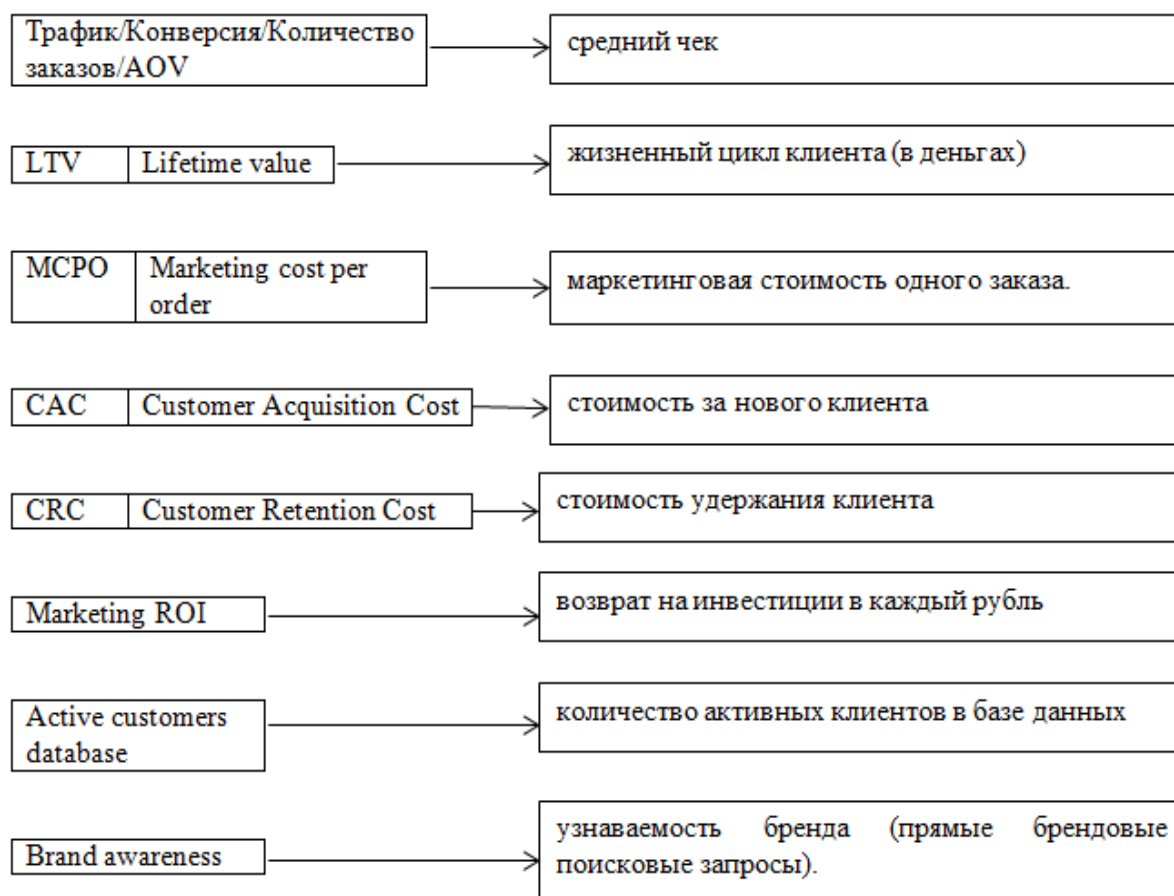 Трафик/Конверсия/Количество
заказов/AOV
средний чек
LTV Lifetime value
жизненный цикл клиента (в деньгах)
MCPO Marketing cost per
order
маркетинговая стоимость одного заказа.
CAC Customer Acquisition Cost
стоимость за нового клиента
CRC Customer Retention Cost
стоимость удержания клиента
Marketing ROI
возврат на инвестиции в каждый рубль
Active customers
database
количество активных клиентов в базе данных
Brand awareness
узнаваемость бренда (прямые брендовые
поисковые запросы).